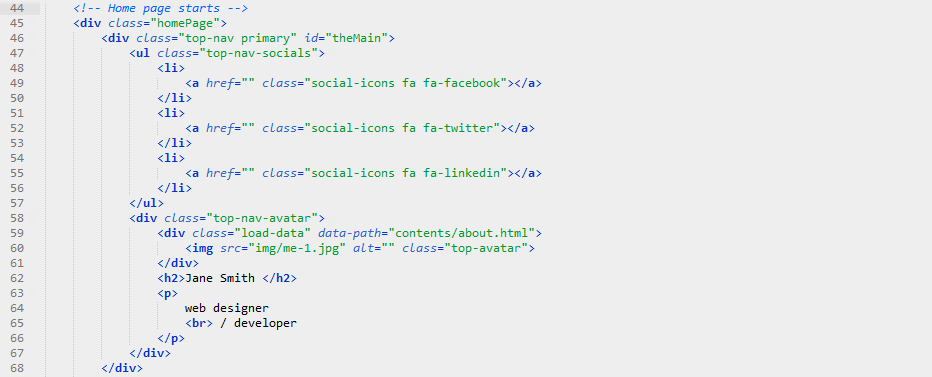 44 <!-- Home page starts -->
45 <div class="homePage">
46 <div class="top-nav primary" id="theMain">
47 <ul class="top-nav-socials">
48 <li>
49 <a href="" class="social-icons fa fa-facebook"></a>
50 </li>
51 <li>
52 <a href="" class="social-icons fa fa-twitter"></a>
53 </li>
54 <li>
55 <a href="" class="social-icons fa fa-linkedin"></a>
56 </li>
57 </ul>
58 <div class="top-nav-avatar">
59 <div class="load-data" data-path="contents/about.html">
60 <img src="img/me-1.jpg" alt="" class="top-avatar">
61 </div>
62 <h2>Jane Smith </h2>
63 <p>
64 web designer
65 <br> / developer
66 </p>
67 </div>
68 </div>